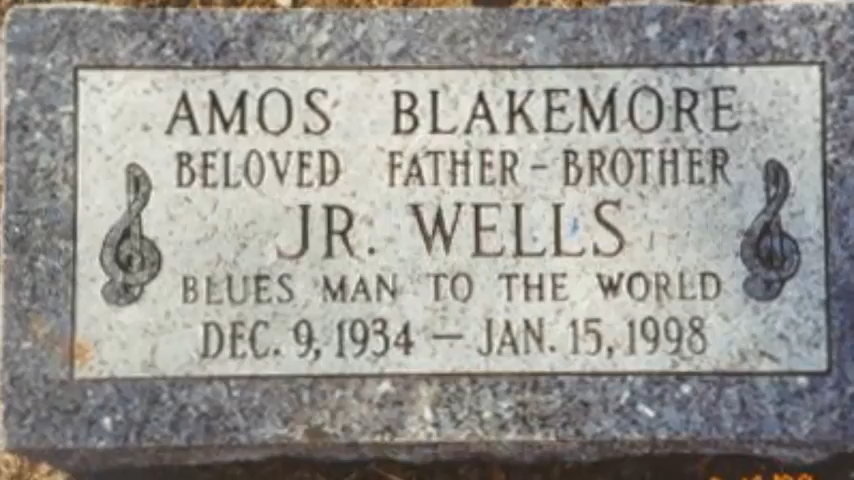 AMOS BLAKEMORE
BELOVED FATHER - BROTHER
JR. WELLS
BLUES MAN TO THE WORLD
DEC. 9, 1934 — JAN. 15, 1998